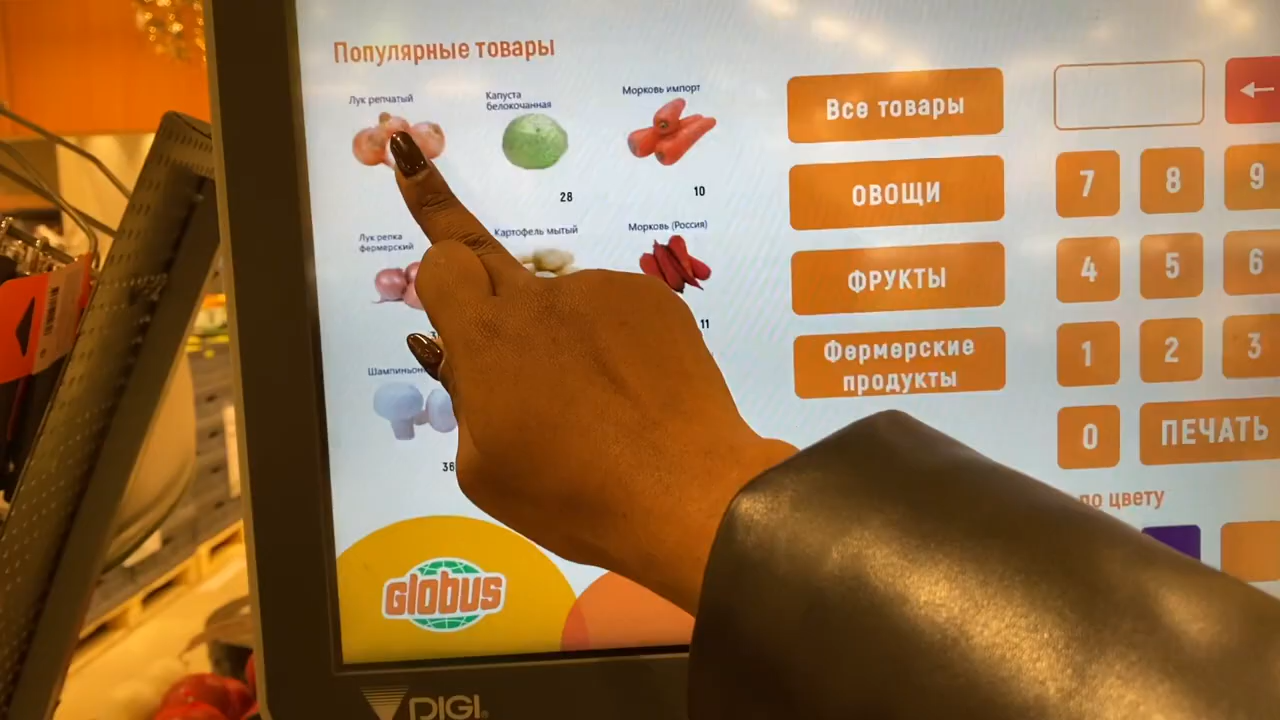 Популярные товары
Лук репчатый
Капуста
белокочанная
Морковь импорт
28
10
Лук репка
фермерский
Картофель мытый
Морковь (Россия)
11
Шампиньон
36
Все товары
ОВОЩИ
ФРУКТЫ
Фермерские
продукты
7 8 9
4 5 6
1 2 3
0 ПЕЧАТЬ
по цвету
Globus
DIGI